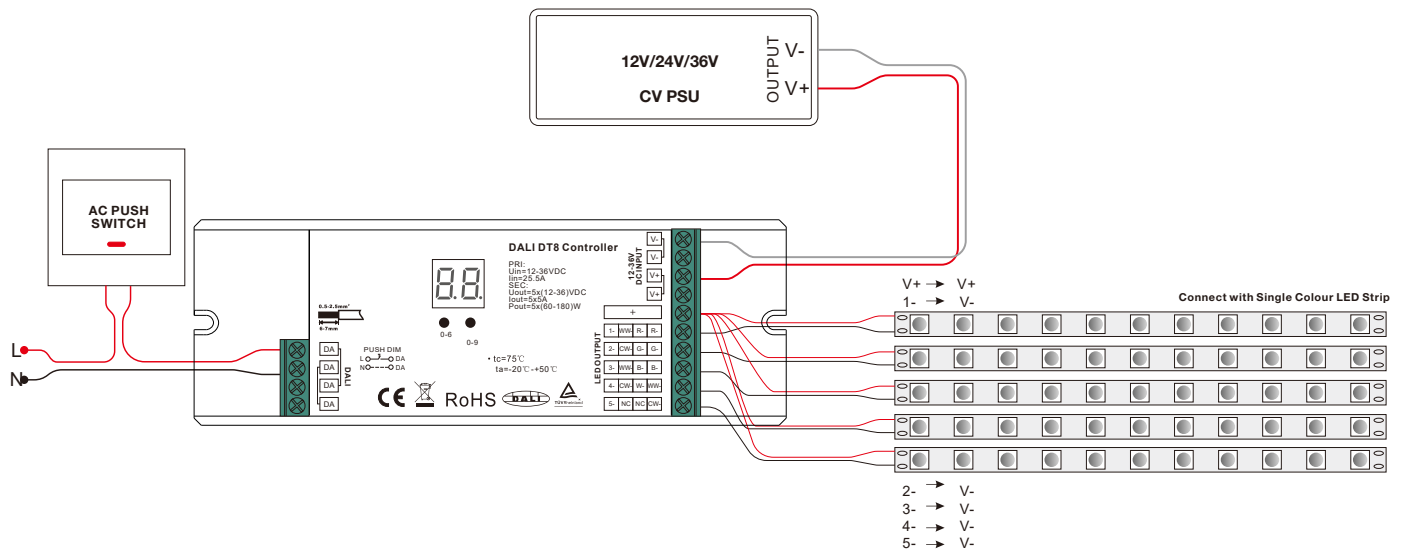 12V/24V/36V
CV PSU
OUTPUT
V-
V+
AC PUSH
SWITCH
L
N
DALI DT8 Controller
PRI:
Uin=12-36VDC
Iin=25.5A
SEC:
Uout=5x(12-36)VDC
Iout=5x5A
Pout=5x(60-180)W
8.8.
0-6
0-9
0.5-2.5mm²
6-7mm
PUSH DIM
L DA
N DA
DA
DA
DA
DA
DALI
• tc=75℃
ta=-20℃-+50℃
CE RoHS DALI
12-36V
DC INPUT
V-
V-
V+
V+
+
LED OUTPUT
1- WW- R- R-
2- CW- G- G-
3- WW- B- B-
4- CW- W- WW-
5- NC NC CW-
V+ → V+
1- → V-
Connect with Single Colour LED Strip
2- → V-
3- → V-
4- → V-
5- → V-